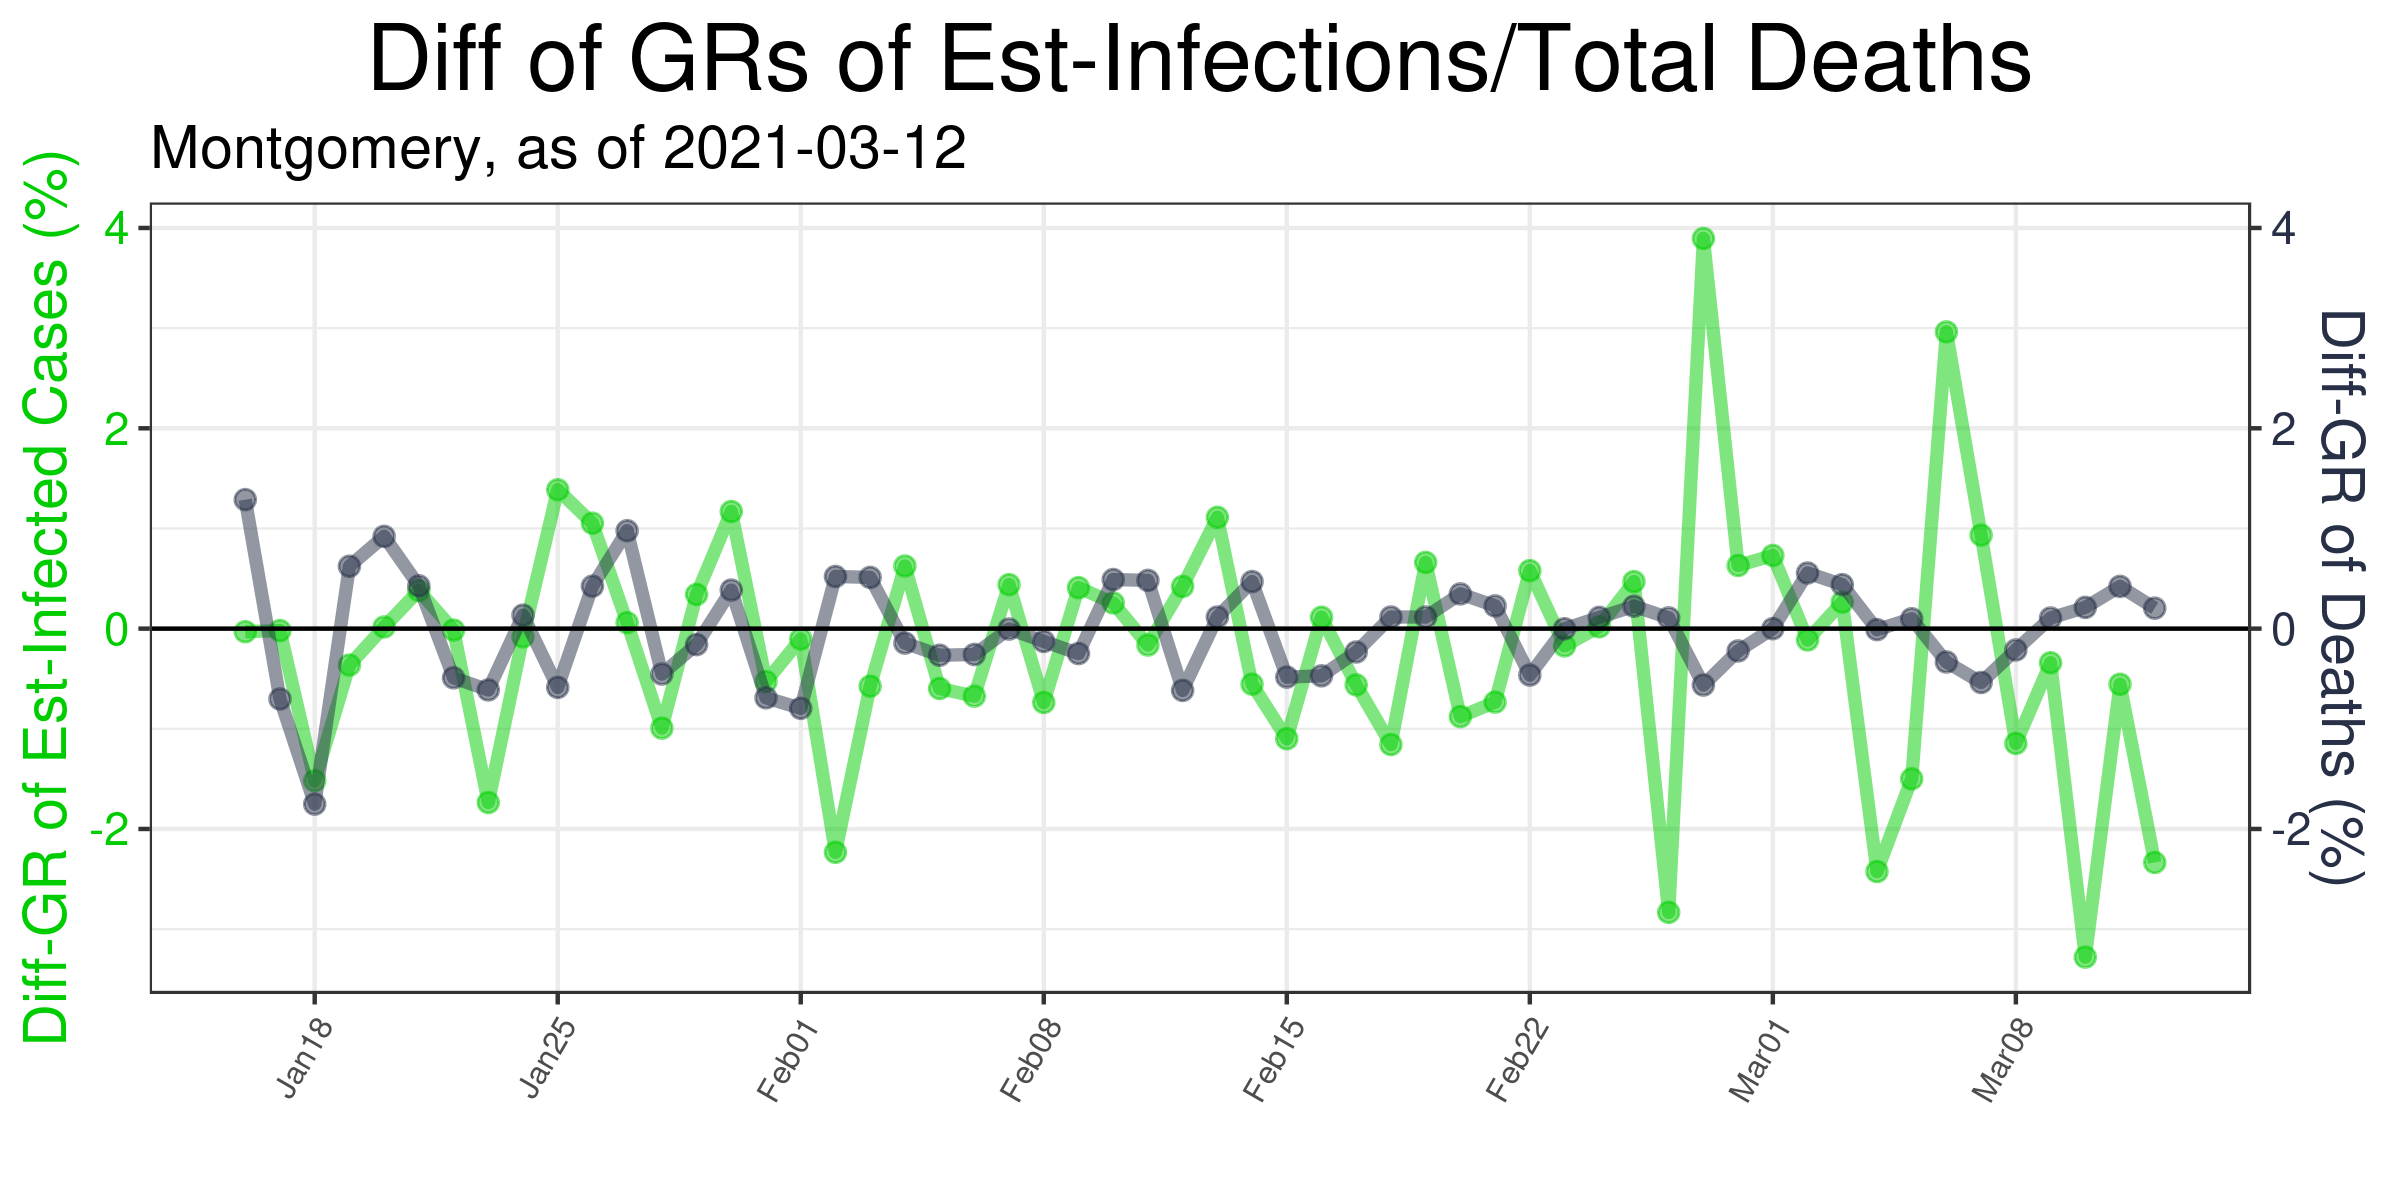 Diff of GRs of Est-Infections/Total Deaths
Montgomery, as of 2021-03-12
Diff-GR of Est-Infected Cases (%)
4
2
0
-2
4
2
0
-2
Diff-GR of Deaths (%)
Jan18
Jan25
Feb01
Feb08
Feb15
Feb22
Mar01
Mar08